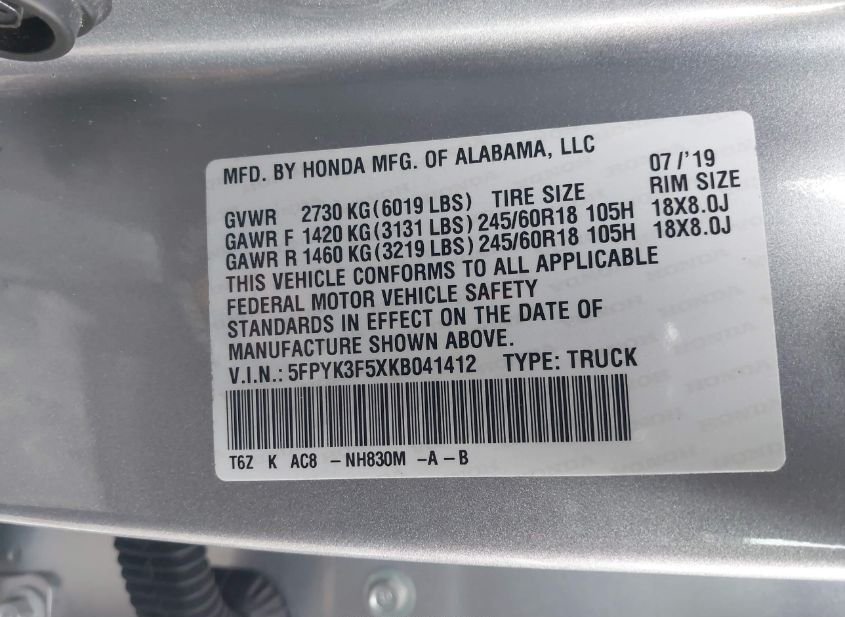 MFD. BY HONDA MFG. OF ALABAMA, LLC 07/'19
GVWR 2730 KG(6019 LBS) TIRE SIZE RIM SIZE
GAWR F 1420 KG(3131 LBS) 245/60R18 105H 18X8.0J
GAWR R 1460 KG(3219 LBS) 245/60R18 105H 18X8.0J
THIS VEHICLE CONFORMS TO ALL APPLICABLE
FEDERAL MOTOR VEHICLE SAFETY
STANDARDS IN EFFECT ON THE DATE OF
MANUFACTURE SHOWN ABOVE.
V.I.N.: 5FPYK3F5XKB041412 TYPE: TRUCK
T6Z K AC8 -NH830M -A -B